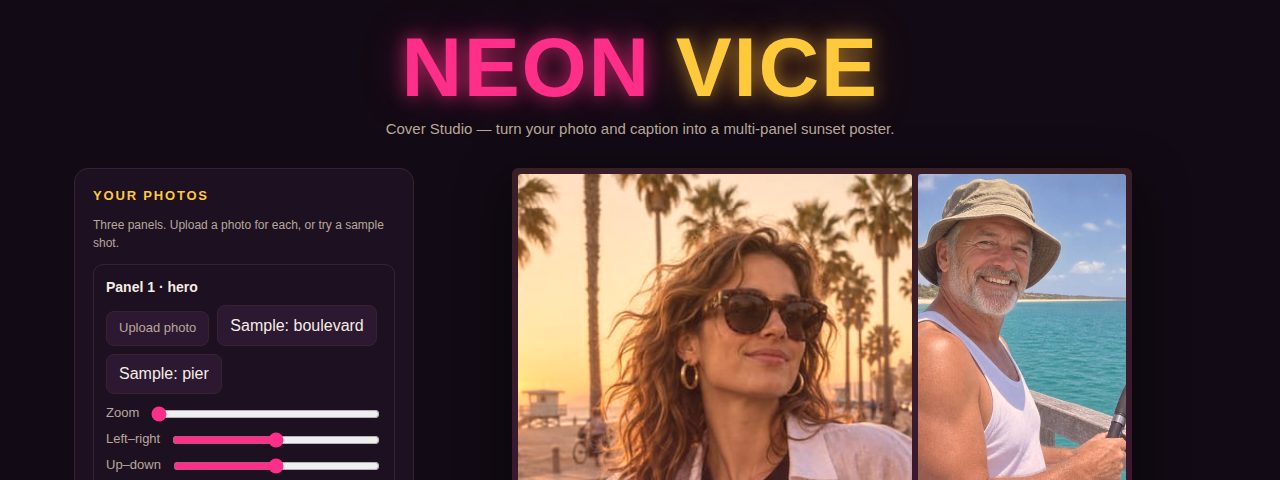 NEON VICE
Cover Studio — turn your photo and caption into a multi-panel sunset poster.
YOUR PHOTOS
Three panels. Upload a photo for each, or try a sample
shot.
Panel 1 · hero
Upload photo
Sample: boulevard
Sample: pier
Zoom
Left–right
Up–down